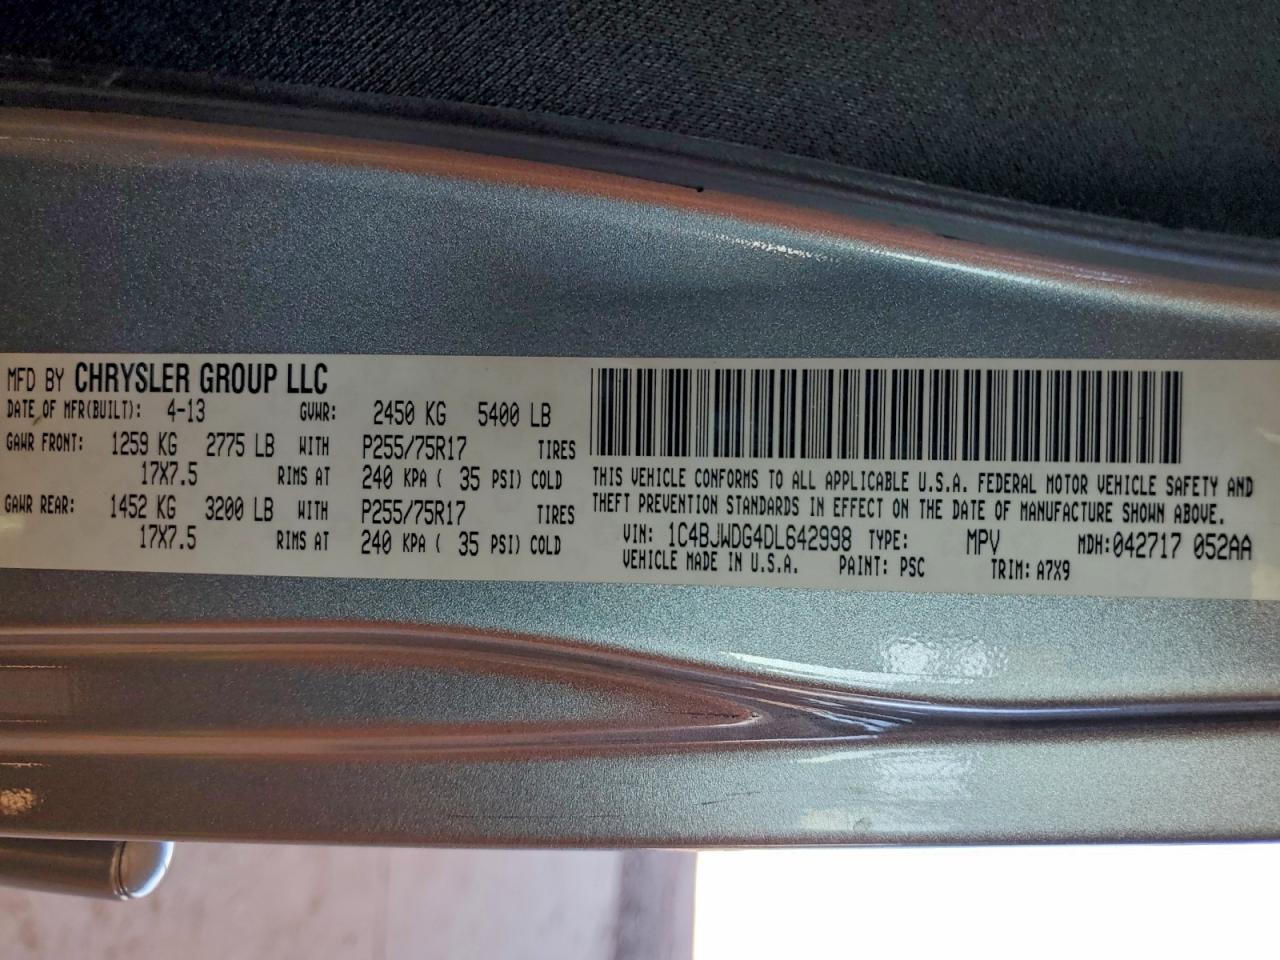 MFD BY CHRYSLER GROUP LLC
DATE OF MFR(BUILT): 4-13 GVWR: 2450 KG 5400 LB
GAWR FRONT: 1259 KG 2775 LB WITH P255/75R17 TIRES
17X7.5 RIMS AT 240 KPA ( 35 PSI) COLD
GAWR REAR: 1452 KG 3200 LB WITH P255/75R17 TIRES
17X7.5 RIMS AT 240 KPA ( 35 PSI) COLD
THIS VEHICLE CONFORMS TO ALL APPLICABLE U.S.A. FEDERAL MOTOR VEHICLE SAFETY AND
THEFT PREVENTION STANDARDS IN EFFECT ON THE DATE OF MANUFACTURE SHOWN ABOVE.
VIN: 1C4BJWDG4DL642998 TYPE: MPV MDH:042717 052AA
VEHICLE MADE IN U.S.A. PAINT: PSC TRIM: A7X9